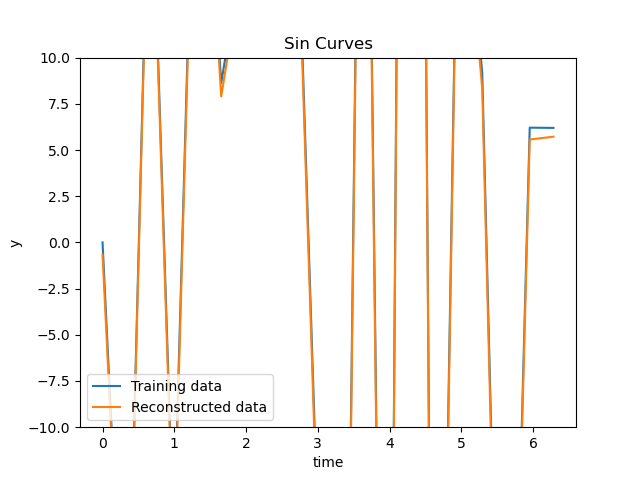 Sin Curves
10.0
7.5
5.0
2.5
0.0
−2.5
−5.0
−7.5
−10.0
y
Training data
Reconstructed data
0 1 2 3 4 5 6
time